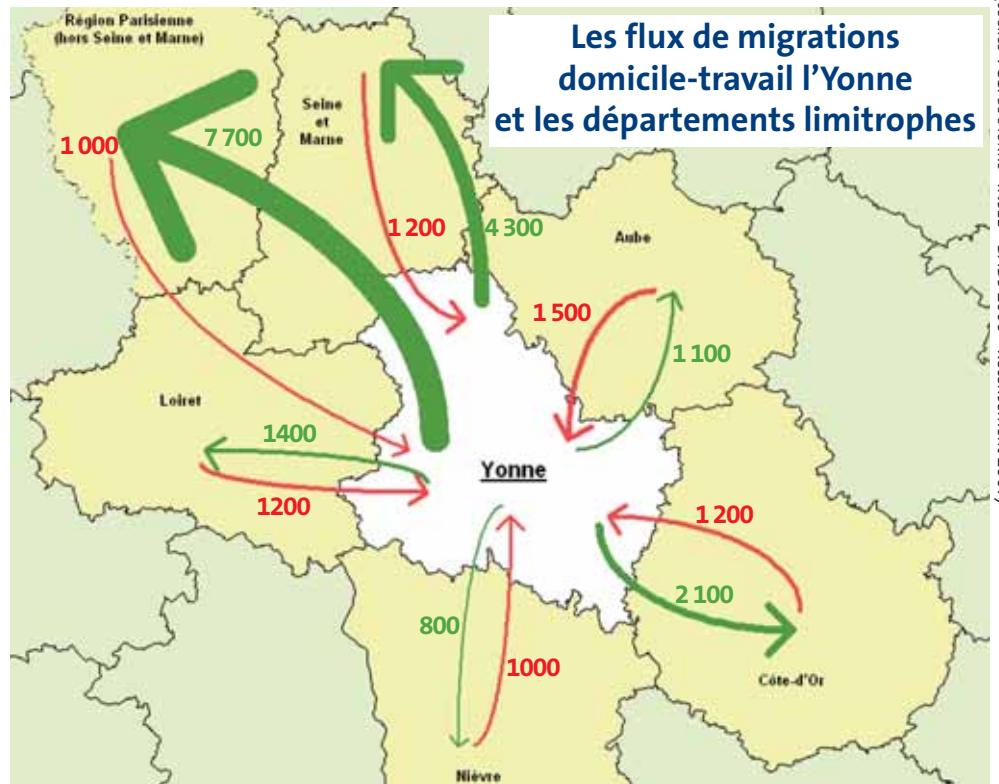 Région Parisienne
(hors Seine et Marne)
Les flux de migrations
domicile-travail l’Yonne
et les départements limitrophes
Seine
et
Marne
1 000
7 700
1 200
4 300
Aube
1 500
1 100
Loiret
1400
1200
Yonne
1 200
2 100
800
1000
Côte-d'Or
Nièvre